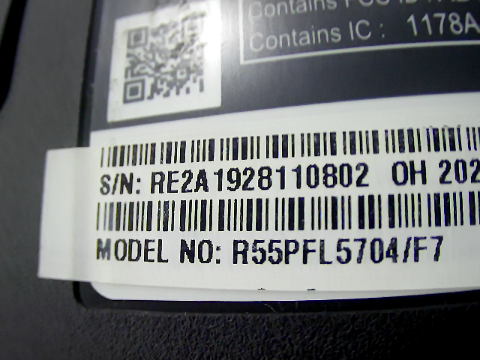 Contains IC : 1178A
S/N: RE2A1928110802 OH 202
MODEL NO: R55PFL5704/F7